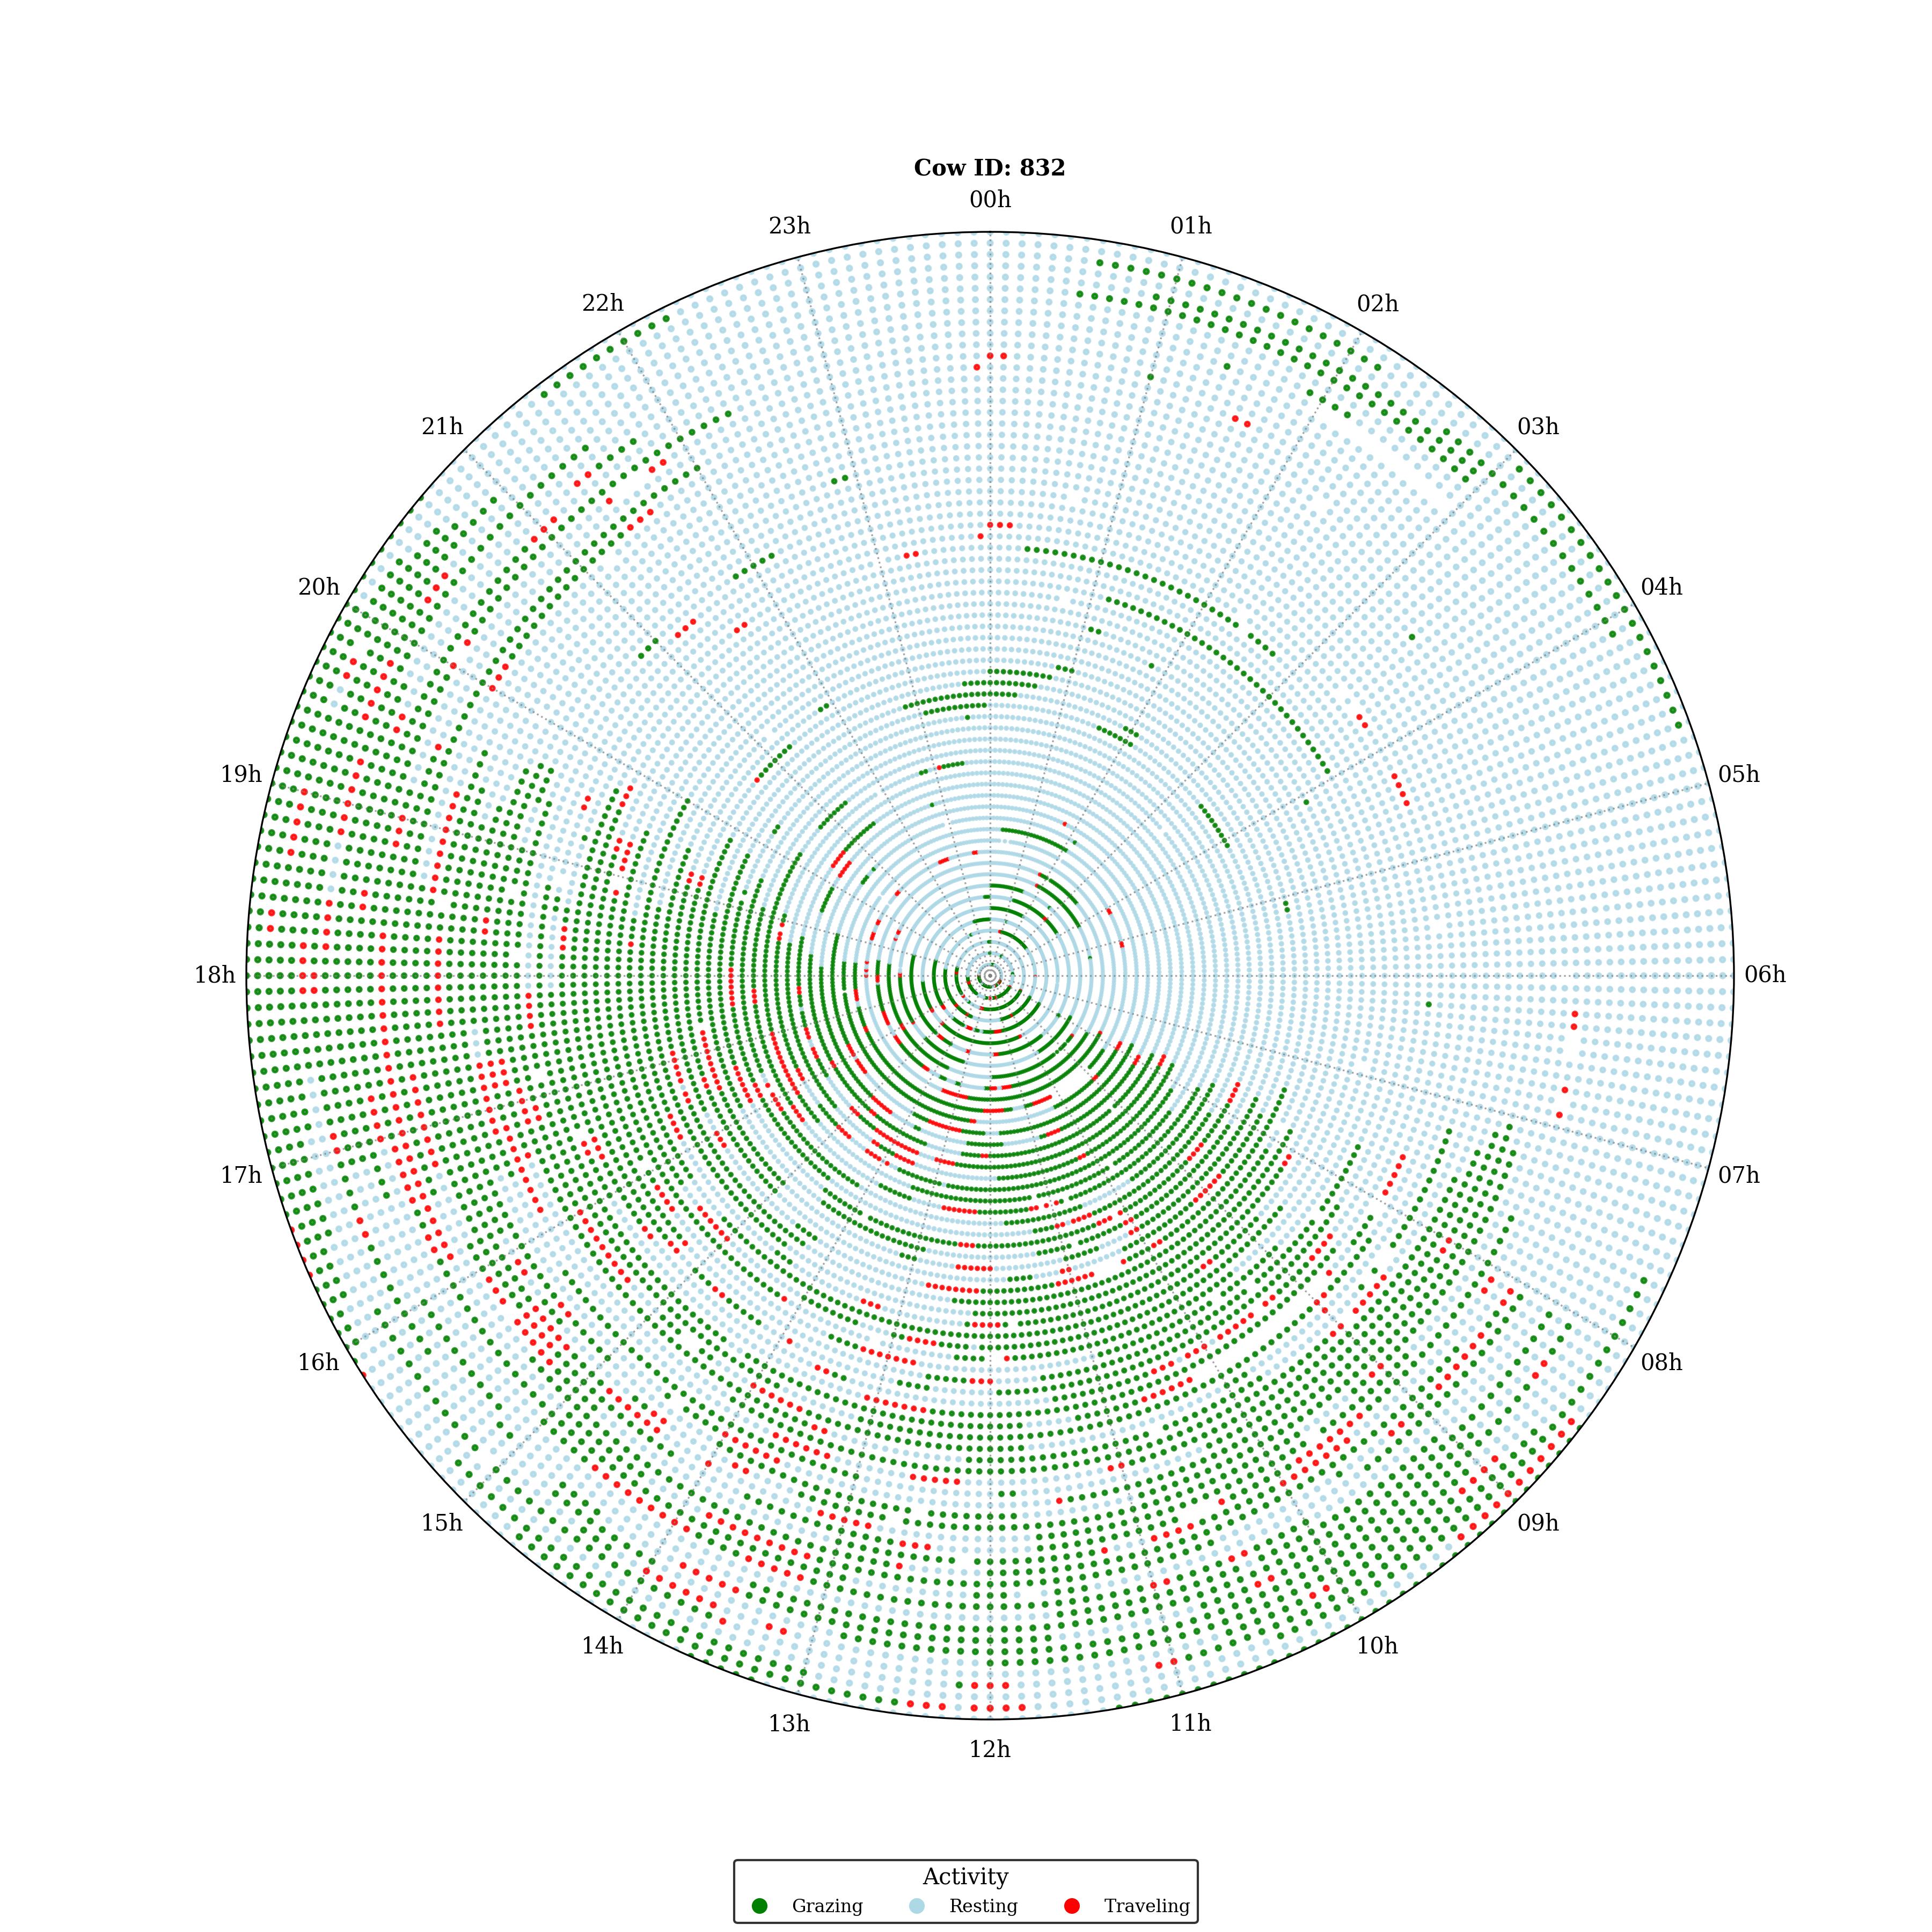 Cow ID: 832
00h
23h
01h
22h
02h
21h
03h
20h
04h
19h
05h
18h
06h
17h
07h
16h
08h
15h
09h
14h
10h
13h
11h
12h
Activity
Grazing Resting Traveling